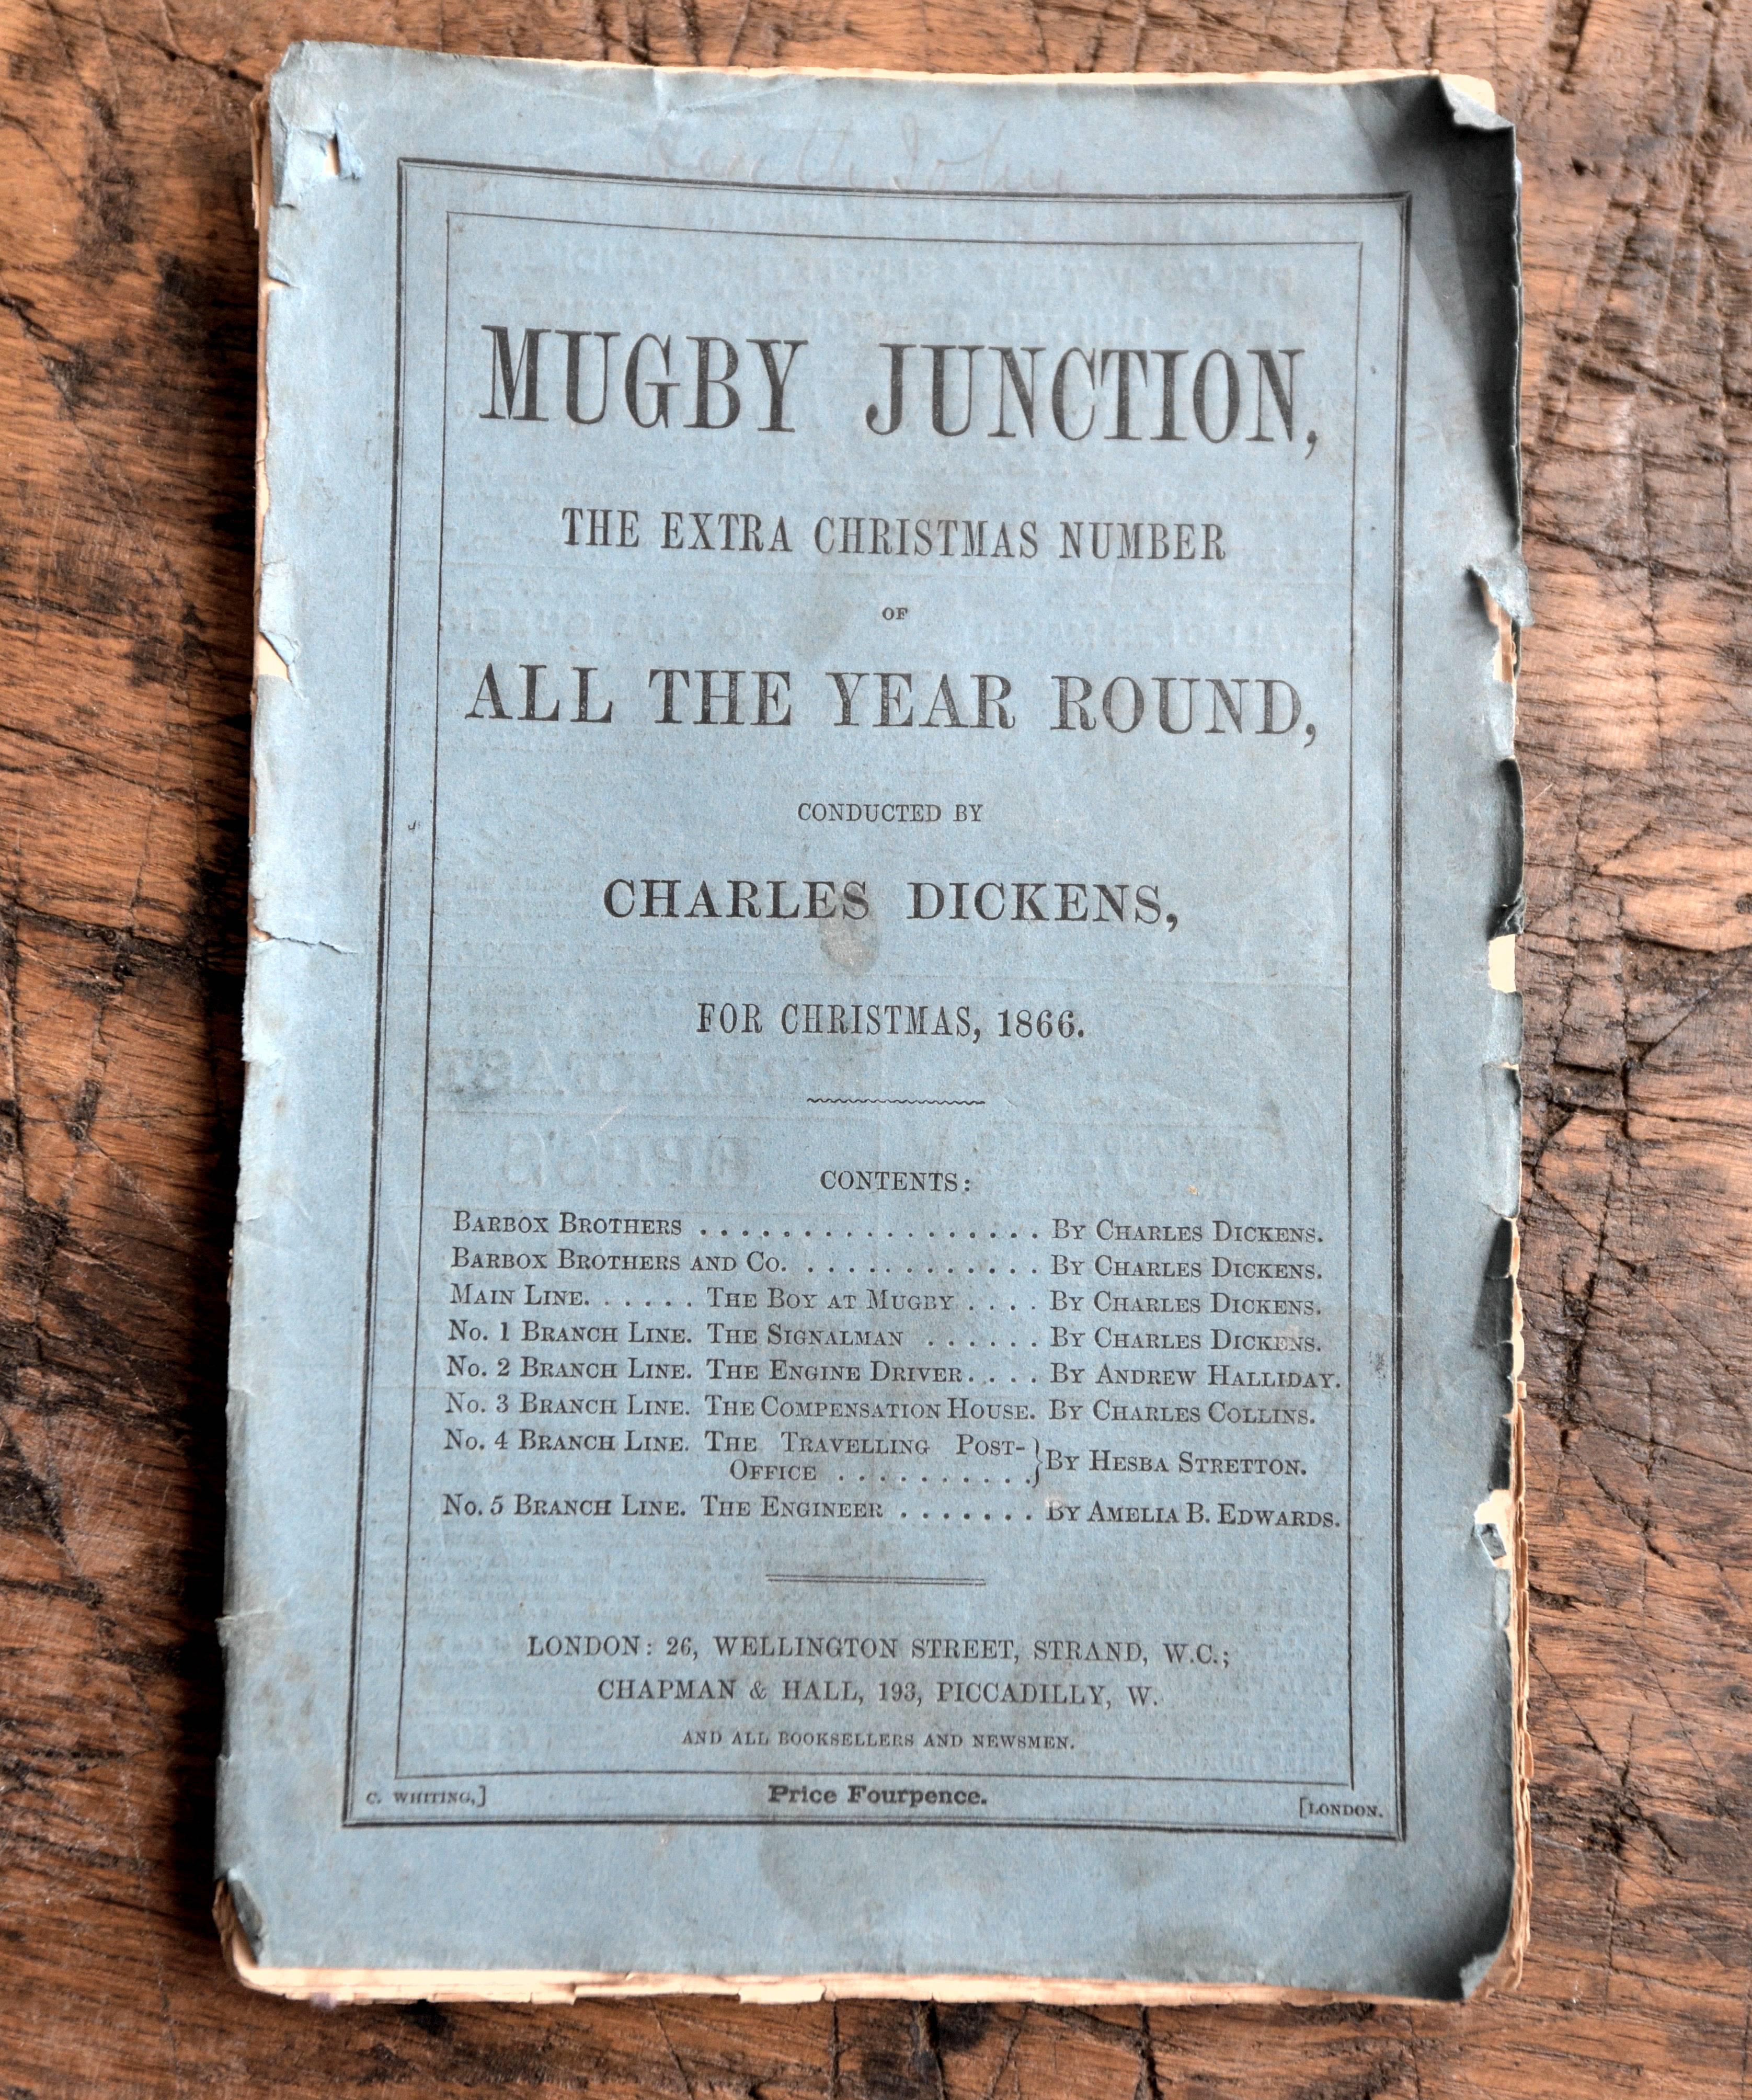 MUGBY JUNCTION,
THE EXTRA CHRISTMAS NUMBER
OF
ALL THE YEAR ROUND,
CONDUCTED BY
CHARLES DICKENS,
FOR CHRISTMAS, 1866.
CONTENTS:
BARBOX BROTHERS . . . . . . . . . . . . . . . . . BY CHARLES DICKENS.
BARBOX BROTHERS AND CO. . . . . . . . . . . . . BY CHARLES DICKENS.
MAIN LINE. . . . . . THE BOY AT MUGBY . . . . BY CHARLES DICKENS.
NO. 1 BRANCH LINE. THE SIGNALMAN . . . . . . BY CHARLES DICKENS.
NO. 2 BRANCH LINE. THE ENGINE DRIVER. . . . BY ANDREW HALLIDAY.
NO. 3 BRANCH LINE. THE COMPENSATION HOUSE. BY CHARLES COLLINS.
NO. 4 BRANCH LINE. THE TRAVELLING POST-
OFFICE . . . . . . . . . . } BY HESBA STRETTON.
NO. 5 BRANCH LINE. THE ENGINEER . . . . . . . BY AMELIA B. EDWARDS.
LONDON: 26, WELLINGTON STREET, STRAND, W.C.;
CHAPMAN & HALL, 193, PICCADILLY, W.
AND ALL BOOKSELLERS AND NEWSMEN.
C. WHITING,] Price Fourpence. [LONDON.